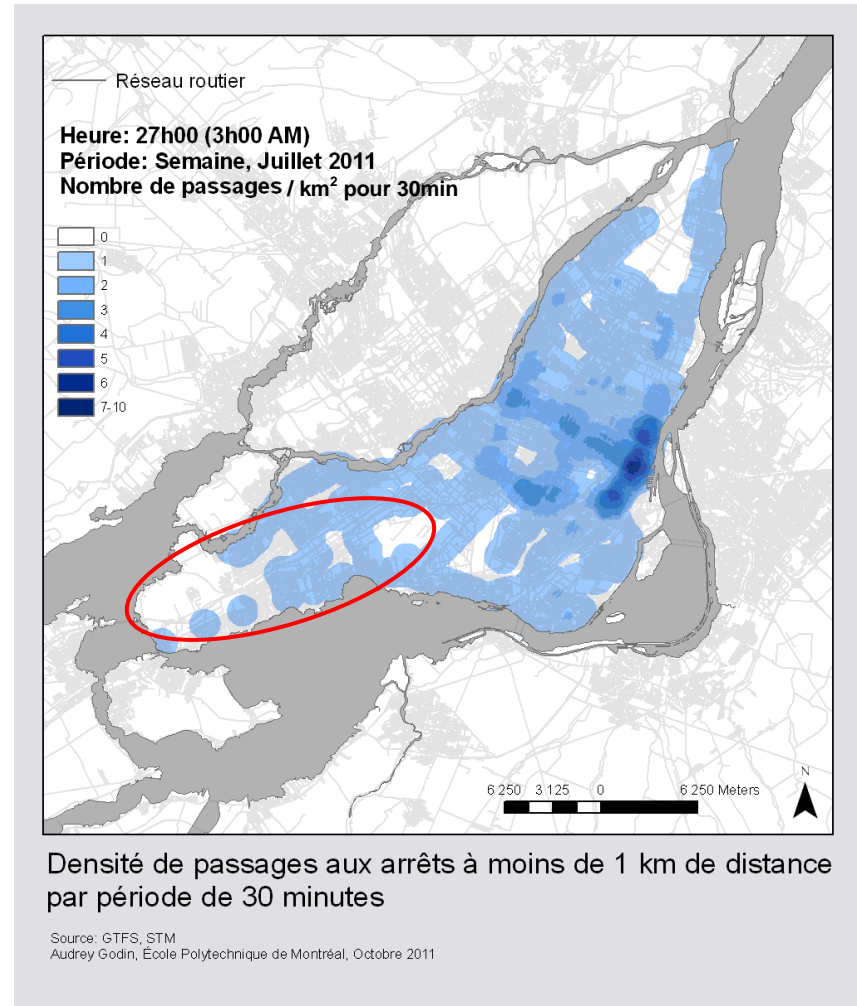 Réseau routier
Heure: 27h00 (3h00 AM)
Période: Semaine, Juillet 2011
Nombre de passages / km² pour 30min
0
1
2
3
4
5
6
7-10
N
6 250 3 125 0 6 250 Meters
Densité de passages aux arrêts à moins de 1 km de distance
par période de 30 minutes
Source: GTFS, STM
Audrey Godin, École Polytechnique de Montréal, Octobre 2011